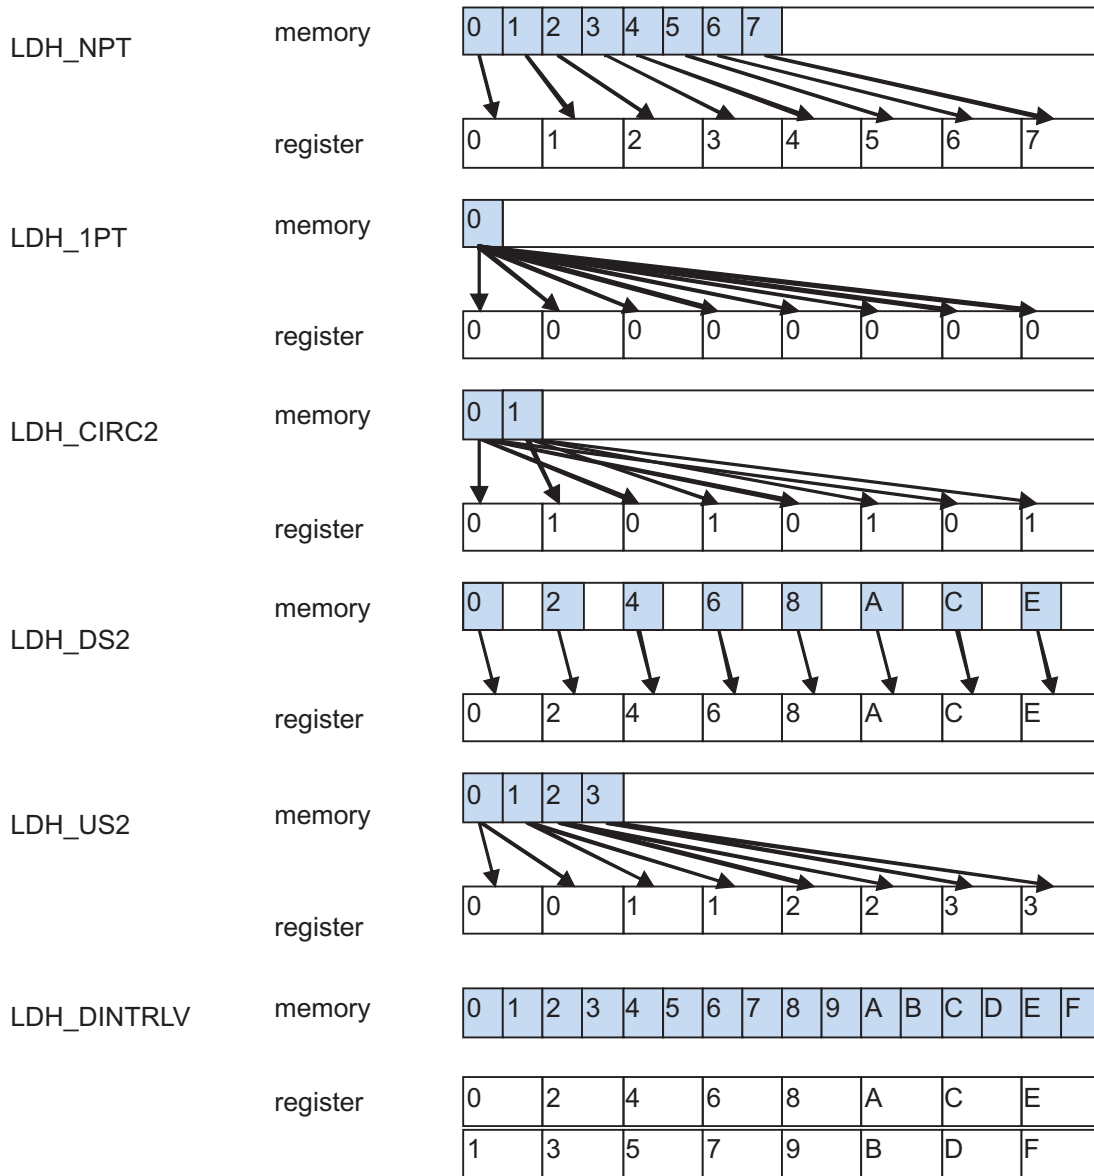 LDH_NPT memory 0 1 2 3 4 5 6 7
register 0 1 2 3 4 5 6 7
LDH_1PT memory 0
register 0 0 0 0 0 0 0 0
LDH_CIRC2 memory 0 1
register 0 1 0 1 0 1 0 1
LDH_DS2 memory 0 2 4 6 8 A C E
register 0 2 4 6 8 A C E
LDH_US2 memory 0 1 2 3
register 0 0 1 1 2 2 3 3
LDH_DINTRLV memory 0 1 2 3 4 5 6 7 8 9 A B C D E F
register 0 2 4 6 8 A C E
1 3 5 7 9 B D F